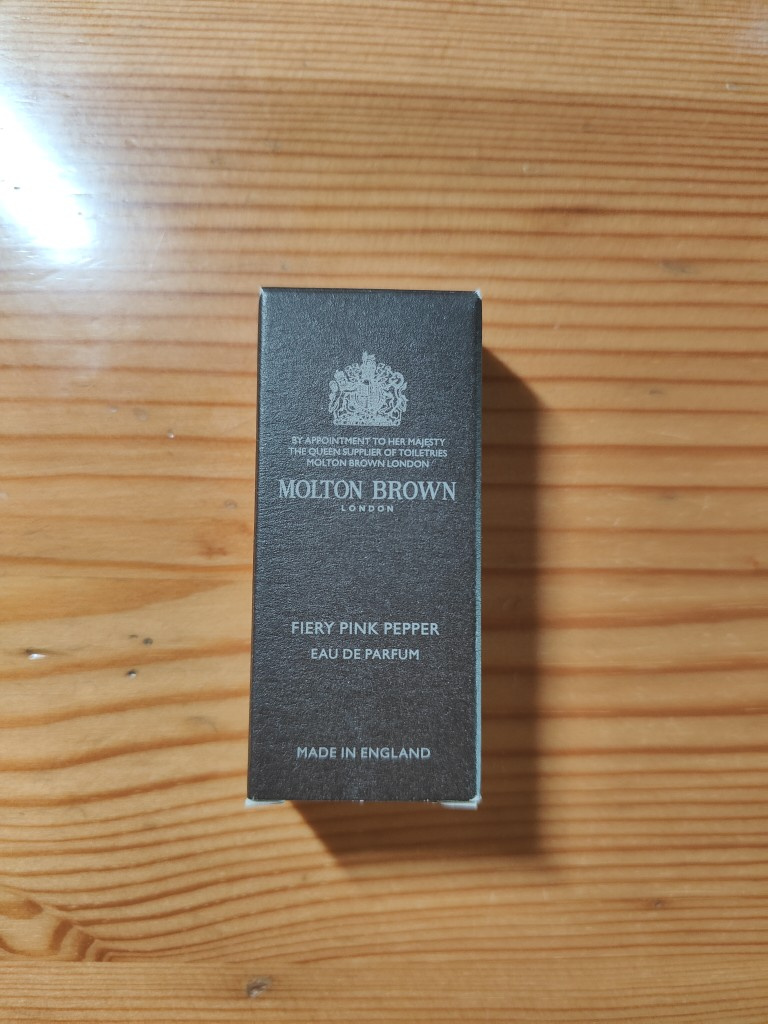 BY APPOINTMENT TO HER MAJESTY
THE QUEEN SUPPLIER OF TOILETRIES
MOLTON BROWN LONDON
MOLTON BROWN
LONDON
FIERY PINK PEPPER
EAU DE PARFUM
MADE IN ENGLAND